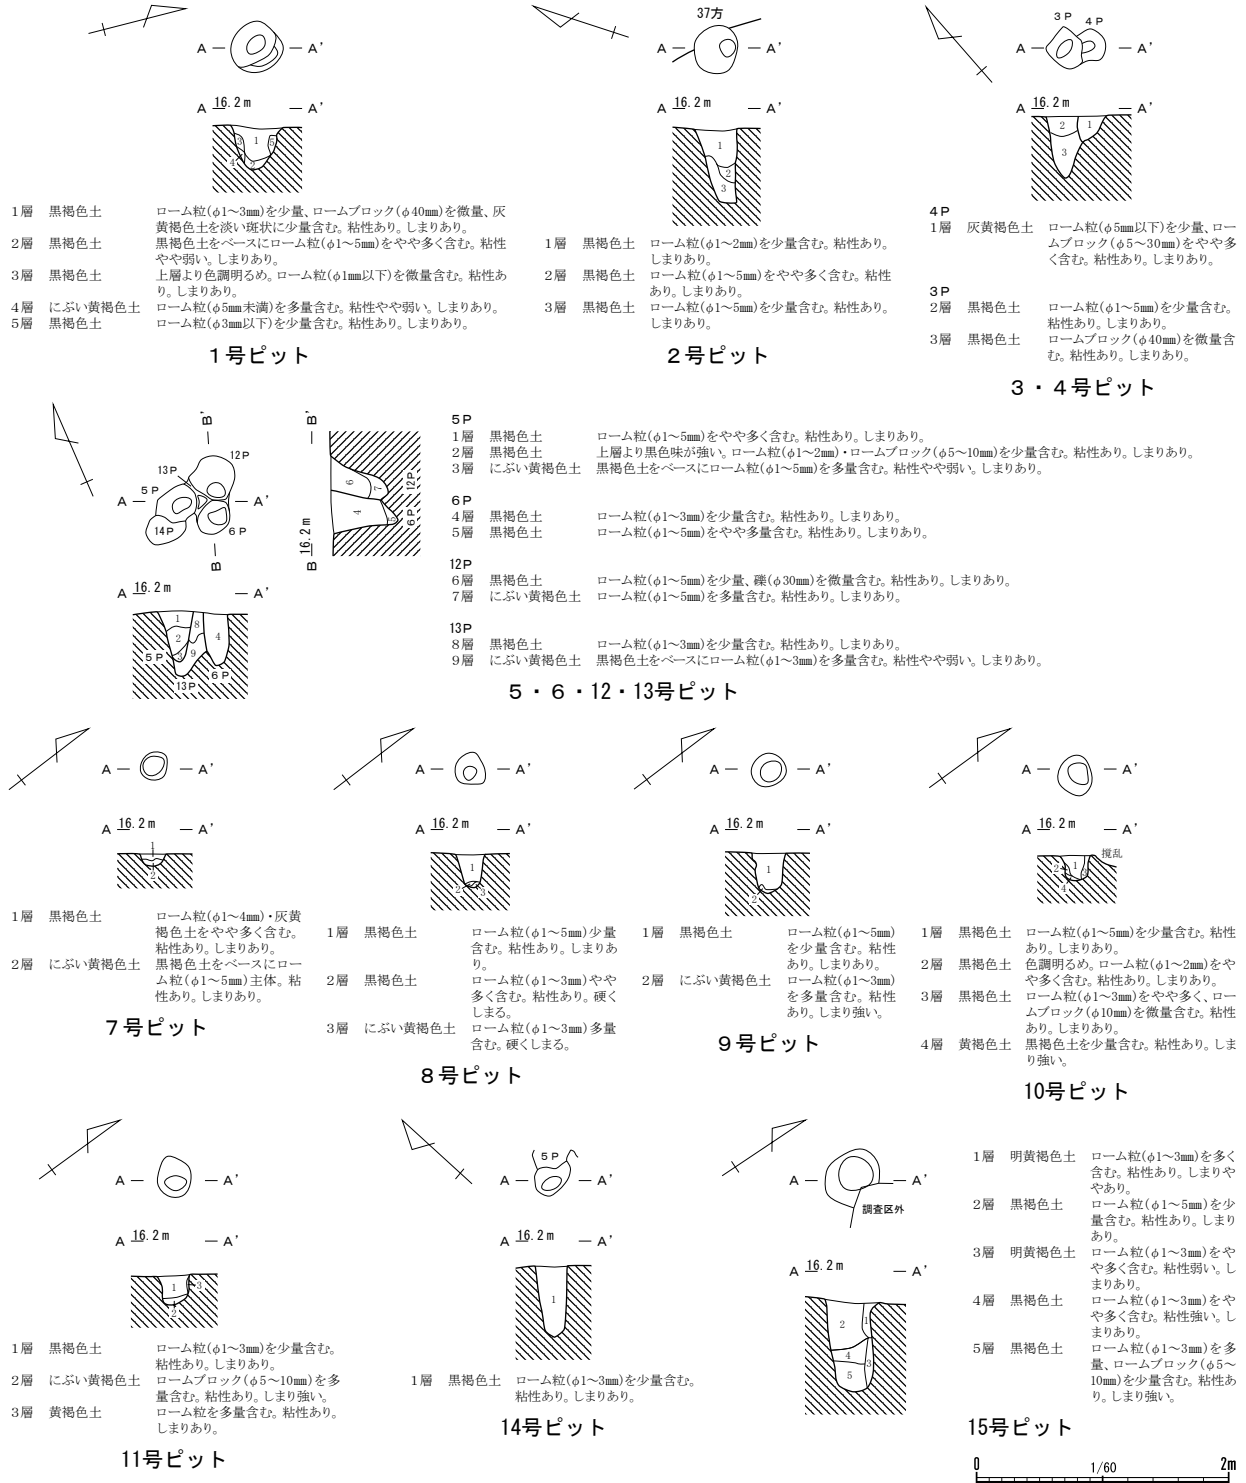 A A'
A 16.2m A'
1
3
5
4
2
1層 黒褐色土 ローム粒(φ1～3㎜)を少量、ロームブロック(φ40㎜)を微量、灰
黄褐色土を淡い斑状に少量含む。粘性あり。しまりあり。
2層 黒褐色土 黒褐色土をベースにローム粒(φ1～5㎜)をやや多く含む。粘性
やや弱い。しまりあり。
3層 黒褐色土 上層より色調明るめ。ローム粒(φ1㎜以下)を微量含む。粘性あ
り。しまりあり。
4層 にぶい黄褐色土 ローム粒(φ5㎜未満)を多量含む。粘性やや弱い。しまりあり。
5層 黒褐色土 ローム粒(φ3㎜以下)を少量含む。粘性あり。しまりあり。
1号ピット
37方
A A'
A 16.2m A'
1
2
3
1層 黒褐色土 ローム粒(φ1～2㎜)を少量含む。粘性あり。
しまりあり。
2層 黒褐色土 ローム粒(φ1～5㎜)をやや多く含む。粘性
あり。しまりあり。
3層 黒褐色土 ローム粒(φ1～5㎜)を少量含む。粘性あり。
しまりあり。
2号ピット
3P 4P
A A'
A 16.2m A'
2 1
3
4P
1層 灰黄褐色土 ローム粒(φ5㎜以下)を少量、ロー
ムブロック(φ5～30㎜)をやや多
く含む。粘性あり。しまりあり。
3P
2層 黒褐色土 ローム粒(φ1～5㎜)を少量含む。
粘性あり。しまりあり。
3層 黒褐色土 ロームブロック(φ40㎜)を微量含
む。粘性あり。しまりあり。
3・4号ピット
B'
12P
13P
5P
A A'
14P
6P
B
B'
6 7 12P
4 5 6P
B 16.2m
A 16.2m A'
1 8
2 4
3 9
5P
6P
13P
5P
1層 黒褐色土 ローム粒(φ1～5㎜)をやや多く含む。粘性あり。しまりあり。
2層 黒褐色土 上層より黒色味が強い。ローム粒(φ1～2㎜)・ロームブロック(φ5～10㎜)を少量含む。粘性あり。しまりあり。
3層 にぶい黄褐色土 黒褐色土をベースにローム粒(φ1～5㎜)を多量含む。粘性やや弱い。しまりあり。
6P
4層 黒褐色土 ローム粒(φ1～3㎜)を少量含む。粘性あり。しまりあり。
5層 黒褐色土 ローム粒(φ1～5㎜)をやや多量含む。粘性あり。しまりあり。
12P
6層 黒褐色土 ローム粒(φ1～5㎜)を少量、礫(φ30㎜)を微量含む。粘性あり。しまりあり。
7層 にぶい黄褐色土 ローム粒(φ1～5㎜)を多量含む。粘性あり。しまりあり。
13P
8層 黒褐色土 ローム粒(φ1～3㎜)を少量含む。粘性あり。しまりあり。
9層 にぶい黄褐色土 黒褐色土をベースにローム粒(φ1～3㎜)を多量含む。粘性やや弱い。しまりあり。
5・6・12・13号ピット
A A'
A 16.2m A'
1
2
1層 黒褐色土 ローム粒(φ1～4㎜)・灰黄
褐色土をやや多く含む。
粘性あり。しまりあり。
2層 にぶい黄褐色土 黒褐色土をベースにロー
ム粒(φ1～5㎜)主体。粘
性あり。しまりあり。
7号ピット
A A'
A 16.2m A'
1
2 3
1層 黒褐色土 ローム粒(φ1～5㎜)少量
含む。粘性あり。しまりあ
り。
2層 黒褐色土 ローム粒(φ1～3㎜)やや
多く含む。粘性あり。硬く
しまる。
3層 にぶい黄褐色土 ローム粒(φ1～3㎜)多量
含む。硬くしまる。
8号ピット
A A'
A 16.2m A'
1
2
1層 黒褐色土 ローム粒(φ1～5㎜)
を少量含む。粘性
あり。しまりあり。
2層 にぶい黄褐色土 ローム粒(φ1～3㎜)
を多量含む。粘性
あり。しまり強い。
9号ピット
A A'
A 16.2m A'
撹乱
2 1 3
4
1層 黒褐色土 ローム粒(φ1～5㎜)を少量含む。粘性
あり。しまりあり。
2層 黒褐色土 色調明るめ。ローム粒(φ1～2㎜)をや
や多く含む。粘性あり。しまりあり。
3層 黒褐色土 ローム粒(φ1～3㎜)をやや多く、ロー
ムブロック(φ10㎜)を微量含む。粘性
あり。しまりあり。
4層 黄褐色土 黒褐色土を少量含む。粘性あり。しま
り強い。
10号ピット
A A'
A 16.2m A'
1 3
2
1層 黒褐色土 ローム粒(φ1～3㎜)を少量含む。
粘性あり。しまりあり。
2層 にぶい黄褐色土 ロームブロック(φ5～10㎜)を多
量含む。粘性あり。しまり強い。
3層 黄褐色土 ローム粒を多量含む。粘性あり。
しまりあり。
11号ピット
5P
A A'
A 16.2m A'
1
1層 黒褐色土 ローム粒(φ1～3㎜)を少量含む。
粘性あり。しまりあり。
14号ピット
A A'
調査区外
A 16.2m A'
2 1
4 3
5
1層 明黄褐色土 ローム粒(φ1～3㎜)を多く
含む。粘性あり。しまりや
やあり。
2層 黒褐色土 ローム粒(φ1～5㎜)を少
量含む。粘性あり。しまり
あり。
3層 明黄褐色土 ローム粒(φ1～3㎜)をや
や多く含む。粘性弱い。し
まりあり。
4層 黒褐色土 ローム粒(φ1～3㎜)をや
や多く含む。粘性強い。し
まりあり。
5層 黒褐色土 ローム粒(φ1～3㎜)を多
量、ロームブロック(φ5～
10㎜)を少量含む。粘性あ
り。しまり強い。
15号ピット
0 1/60 2m